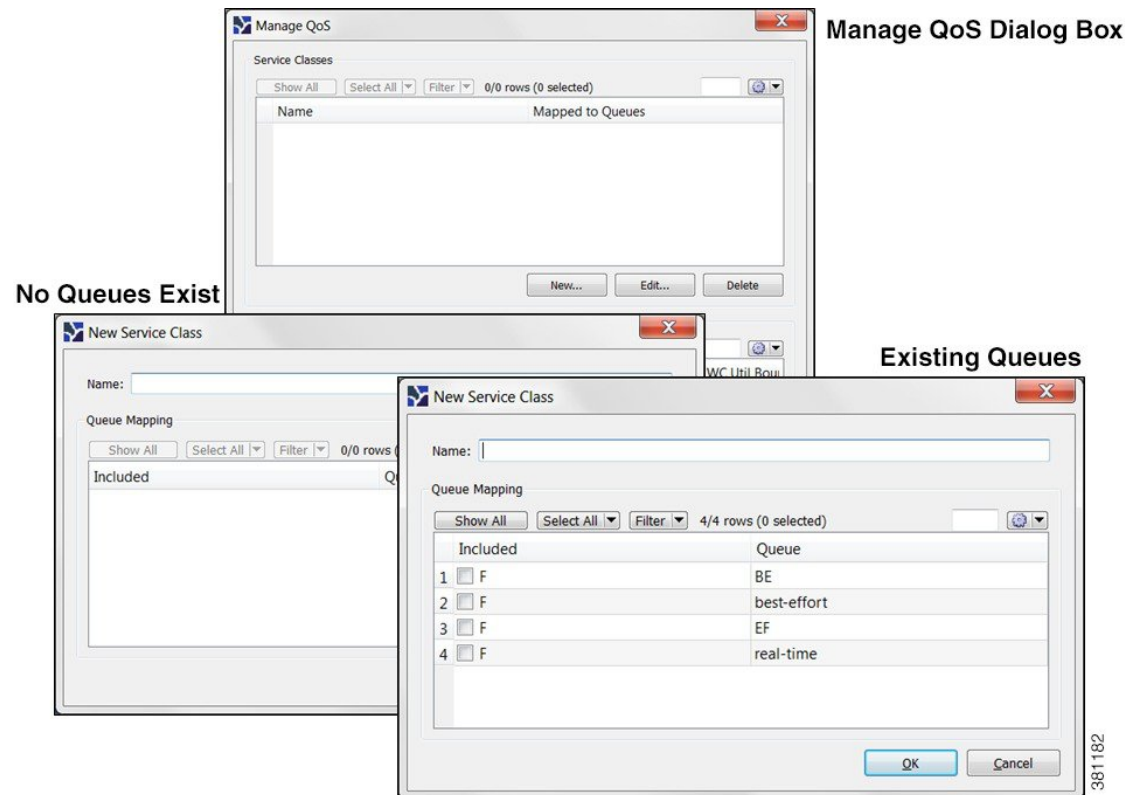 Manage QoS
Manage QoS Dialog Box
Service Classes
Show All Select All Filter 0/0 rows (0 selected)
Name Mapped to Queues
New... Edit... Delete
No Queues Exist
New Service Class
Name:
Queue Mapping
Show All Select All Filter 0/0 rows
Included
WC Util
Existing Queues
New Service Class
Name:
Queue Mapping
Show All Select All Filter 4/4 rows (0 selected)
Included Queue
1 F BE
2 F best-effort
3 F EF
4 F real-time
OK Cancel
381182